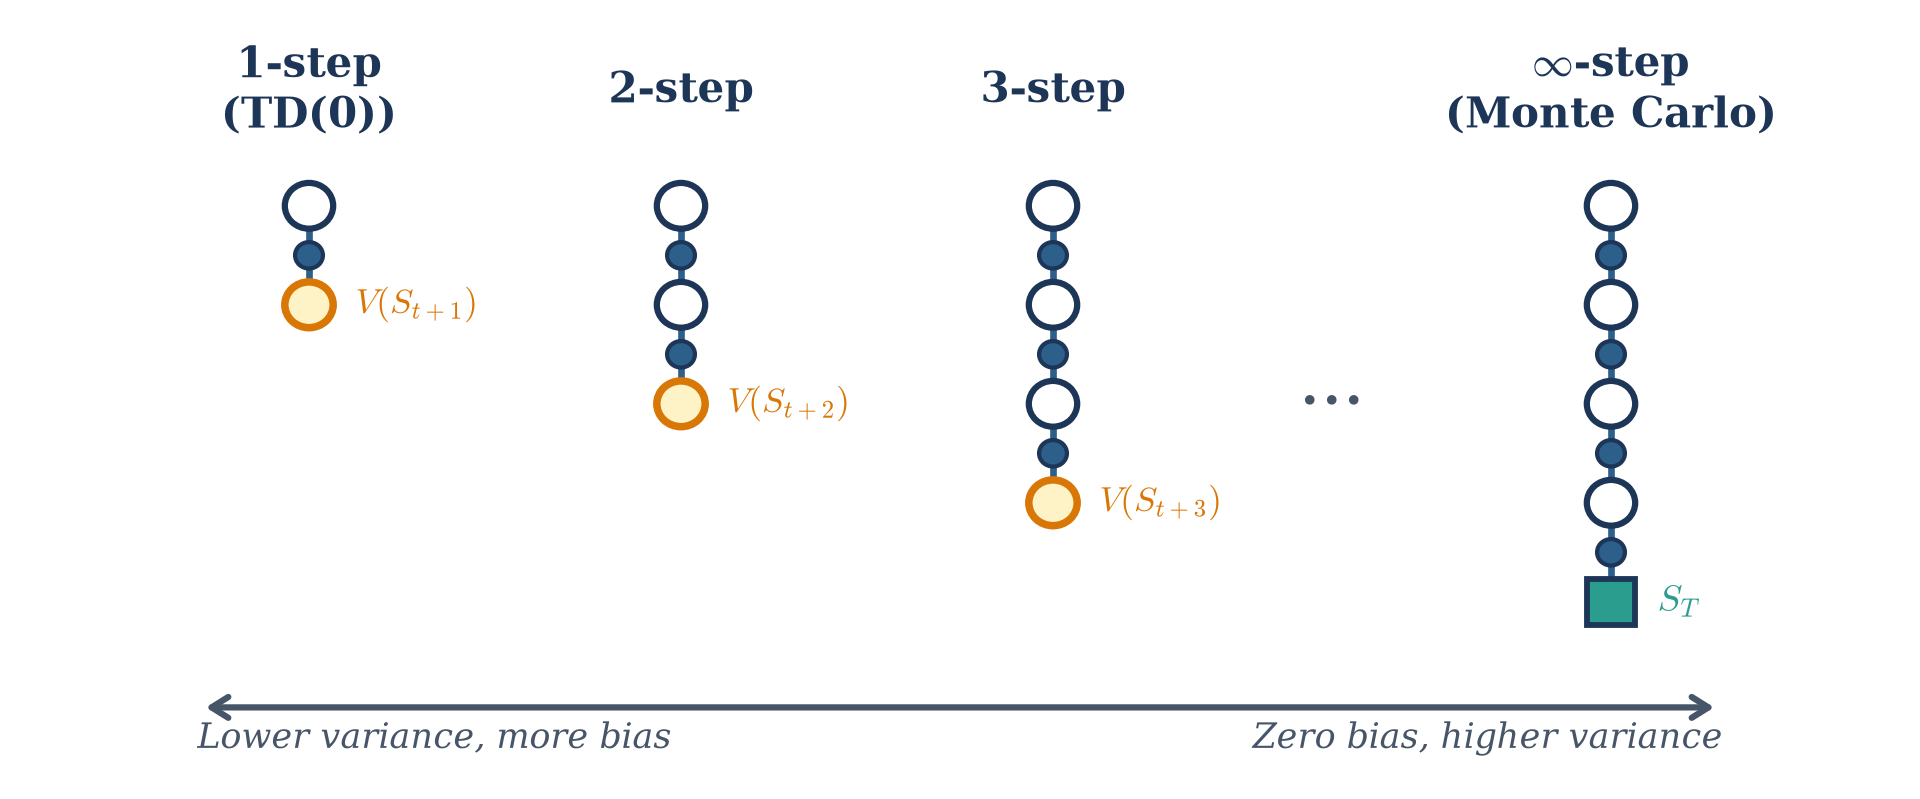 1-step
(TD(0))
2-step
3-step
∞-step
(Monte Carlo)
V(S_{t+1})
V(S_{t+2})
...
V(S_{t+3})
S_T
Lower variance, more bias
Zero bias, higher variance